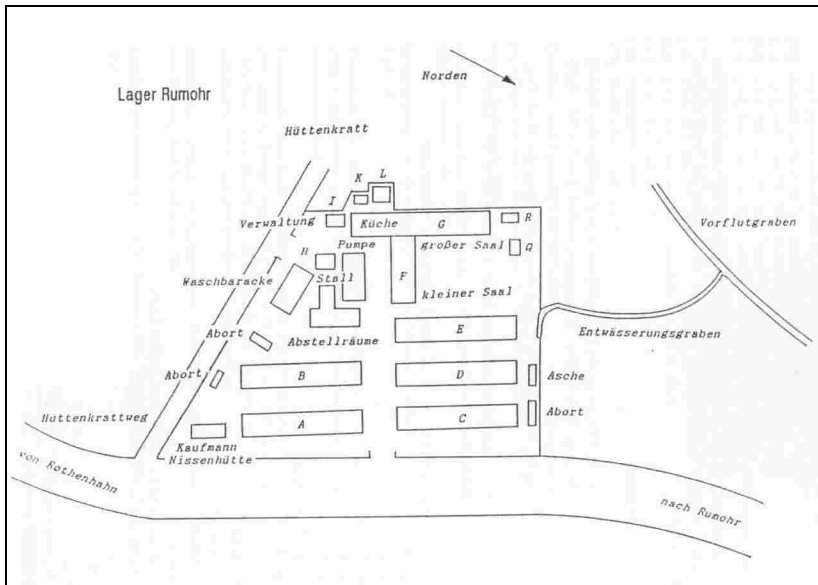 Norden
Lager Rumohr
Hüttenkratt
K L
I
Verwaltung Küche G R Vorflutgraben
Pumpe großer Saal Q
H
Waschbaracke Stall F
kleiner Saal
Abort E Entwässerungsgraben
Abstellräume
Abort B D Asche
Hüttenkrattweg A C Abort
Kaufmann
Nissenhütte
von Rothenhahn
nach Rumohr